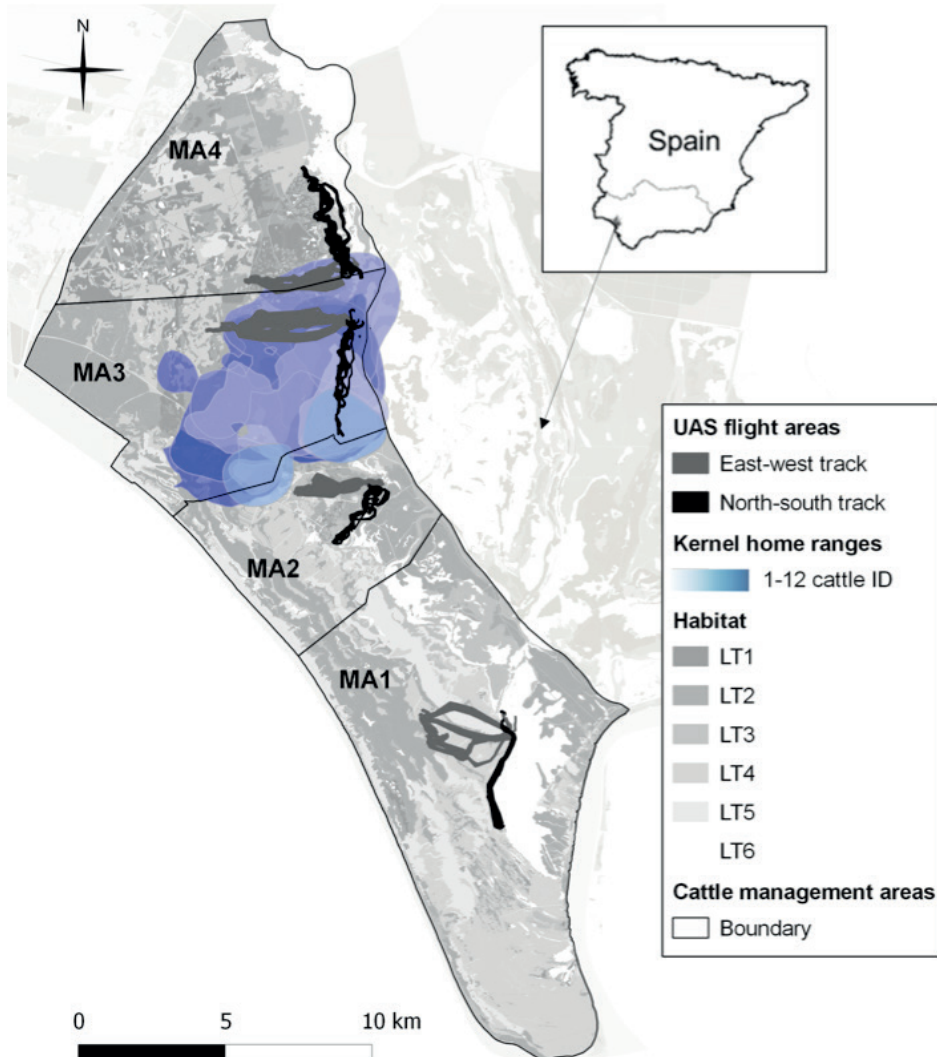 N
Spain
MA4
MA3
MA2
MA1
UAS flight areas
East-west track
North-south track
Kernel home ranges
1-12 cattle ID
Habitat
LT1
LT2
LT3
LT4
LT5
LT6
Cattle management areas
Boundary
0 5 10 km